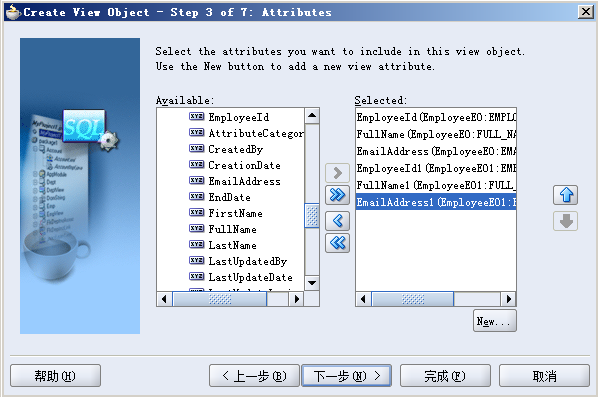 Create View Object - Step 3 of 7: Attributes
Select the attributes you want to include in this view object.
Use the New button to add a new view attribute.
Available:
EmployeeId
AttributeCategor
CreatedBy
CreationDate
EmailAddress
EndDate
FirstName
FullName
LastName
LastUpdatedBy
LastUpdateDate
Selected:
EmployeeId(EmployeeEO:EMPL
FullName(EmployeeEO:FULL_NA
EmailAddress(EmployeeEO:EMA
EmployeeId1(EmployeeEO1:EMP
FullName1(EmployeeEO1:FULL_
EmailAddress1(EmployeeEO1:E
New...
SQL
帮助(H)
< 上一步(B)
下一步(N) >
完成(F)
取消